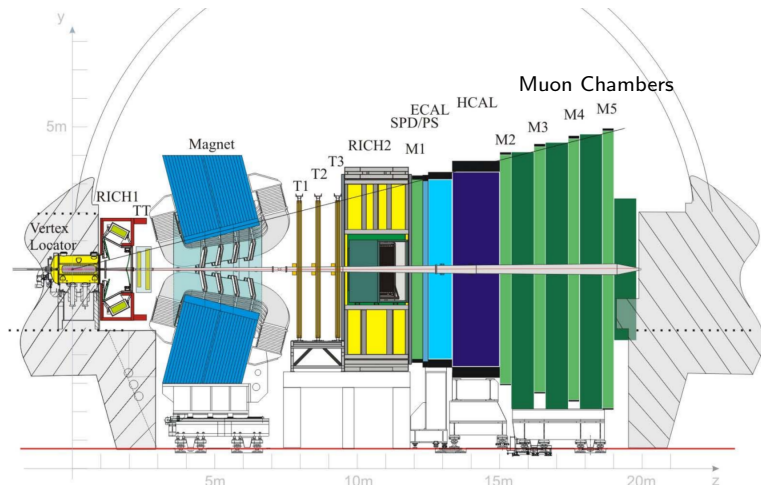 y
Muon Chambers
5m
Magnet
RICH1
TT
Vertex
Locator
T1
T2
T3
RICH2
M1
SPD/PS
ECAL
HCAL
M2
M3
M4
M5
5m
10m
15m
20m
z